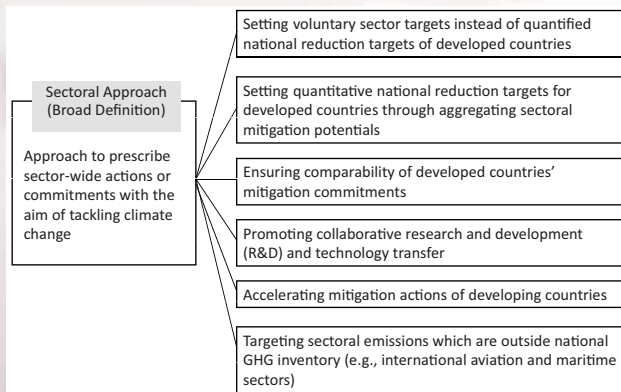 Sectoral Approach
(Broad Definition)
Approach to prescribe
sector-wide actions or
commitments with the
aim of tackling climate
change
Setting voluntary sector targets instead of quantified
national reduction targets of developed countries
Setting quantitative national reduction targets for
developed countries through aggregating sectoral
mitigation potentials
Ensuring comparability of developed countries’
mitigation commitments
Promoting collaborative research and development
(R&D) and technology transfer
Accelerating mitigation actions of developing countries
Targeting sectoral emissions which are outside national
GHG inventory (e.g., international aviation and maritime
sectors)